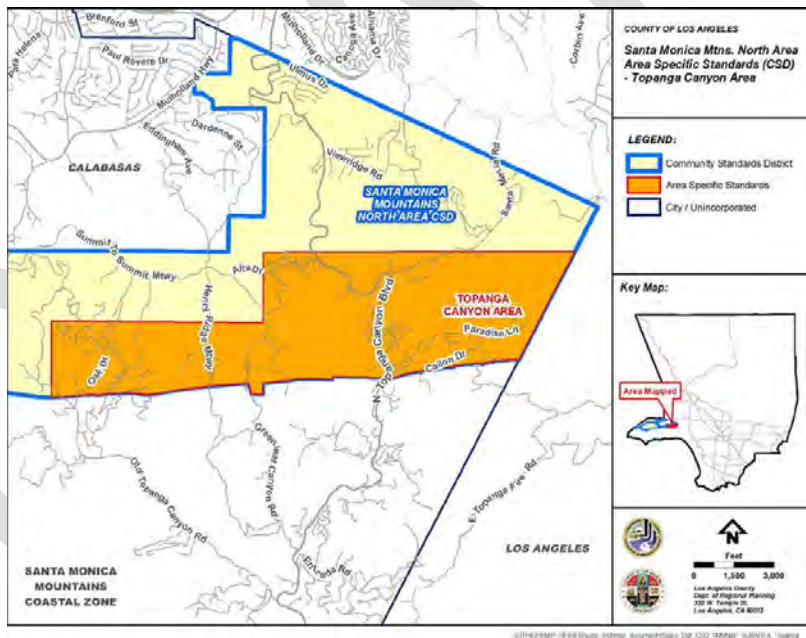 COUNTY OF LOS ANGELES
Santa Monica Mtns. North Area
Area Specific Standards (CSD)
- Topanga Canyon Area
LEGEND:
Community Standards District
Area Specific Standards
City / Unincorporated
Key Map:
Area Mapped
N
Feet
0 1,500 3,000
Los Angeles County
Dept. of Regional Planning
320 W. Temple St.
Los Angeles, CA 90012
Brenford St
Para Helena
Paul Revere Dr
Mulholland Hwy
Mulholland Dr
Canoga Ave
Ulmus Dr
Dardenne St
Eddingham Ave
CALABASAS
Viewridge Rd
SANTA MONICA
MOUNTAINS
NORTH AREA CSD
Santa Maria Rd
Summit To Summit Mtwy
Alta Dr
Henry Ridge Mtwy
N Topanga Canyon Blvd
TOPANGA
CANYON AREA
Paradise Ln
Callon Dr
Oak Dr
Greenleaf Canyon Rd
Old Topanga Canyon Rd
Entrada Rd
E Topanga Fire Rd
LOS ANGELES
SANTA MONICA
MOUNTAINS
COASTAL ZONE